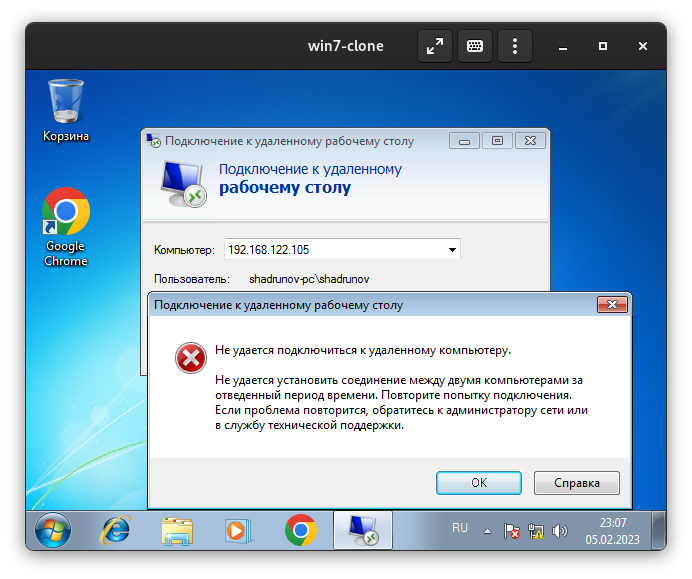 win7-clone
Корзина
Google
Chrome
Подключение к удаленному рабочему столу
Подключение к удаленному
рабочему столу
Компьютер: 192.168.122.105
Пользователь: shadrunov-pc\shadrunov
Подключение к удаленному рабочему столу
Не удается подключиться к удаленному компьютеру.
Не удается установить соединение между двумя компьютерами за
отведенный период времени. Повторите попытку подключения.
Если проблема повторится, обратитесь к администратору сети или
в службу технической поддержки.
ОК
Справка
RU
23:07
05.02.2023